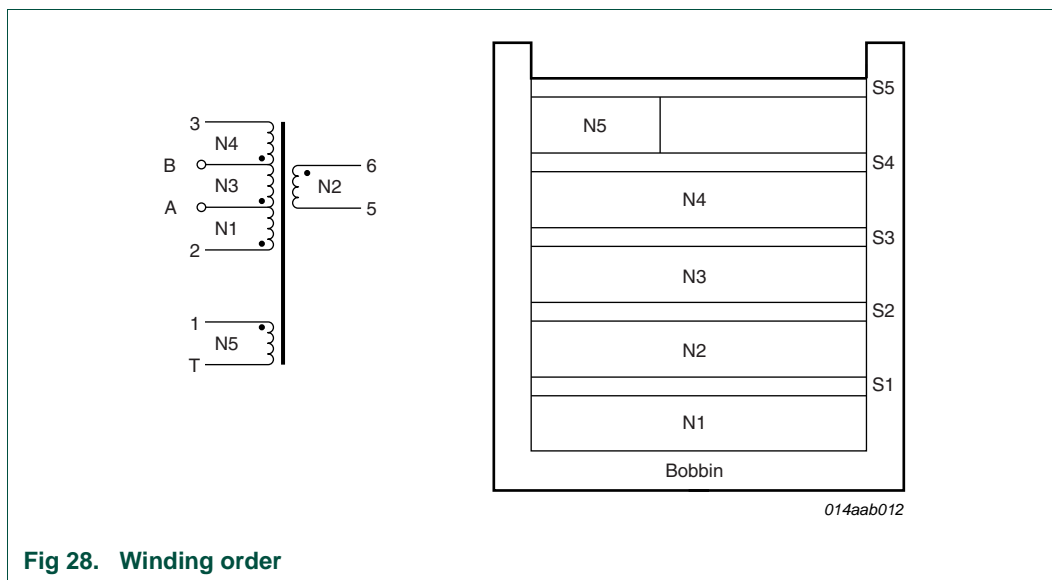 3
N4
B
N3
A
N1
2
1
N5
T
6
N2
5
S5
N5
S4
N4
S3
N3
S2
N2
S1
N1
Bobbin
014aab012
Fig 28. Winding order